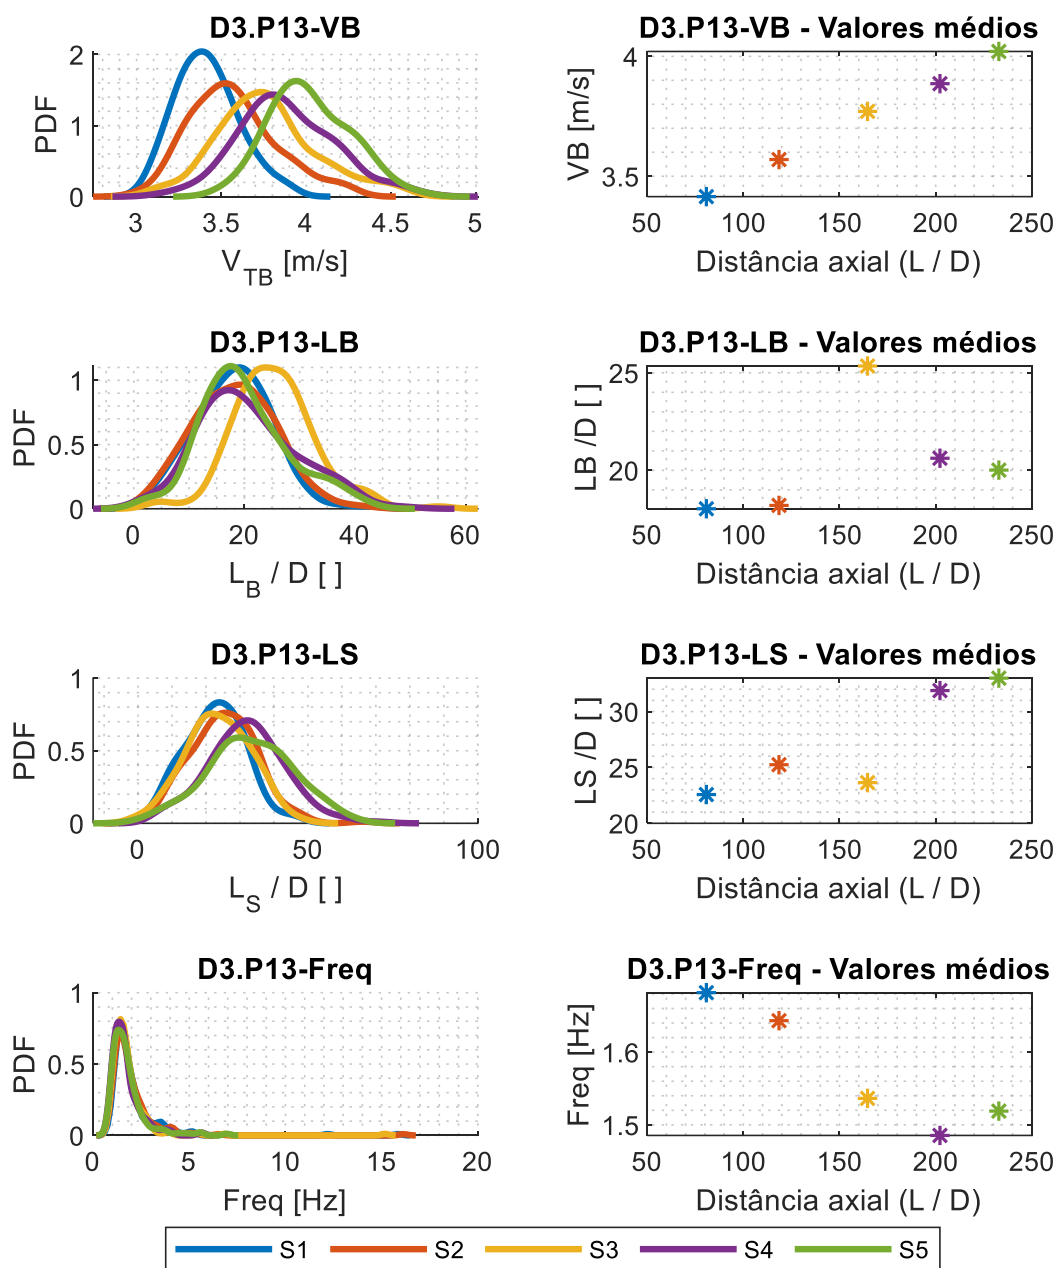 D3.P13-VB
PDF
2
1
0
3
3.5
4
4.5
5
V_TB [m/s]
D3.P13-VB - Valores médios
VB [m/s]
4
3.5
50
100
150
200
250
Distância axial (L / D)
D3.P13-LB
PDF
1
0.5
0
0
20
40
60
L_B / D [ ]
D3.P13-LB - Valores médios
LB /D [ ]
25
20
50
100
150
200
250
Distância axial (L / D)
D3.P13-LS
PDF
1
0.5
0
0
50
100
L_S / D [ ]
D3.P13-LS - Valores médios
LS /D [ ]
30
25
20
50
100
150
200
250
Distância axial (L / D)
D3.P13-Freq
PDF
1
0.5
0
0
5
10
15
20
Freq [Hz]
D3.P13-Freq - Valores médios
Freq [Hz]
1.6
1.5
50
100
150
200
250
Distância axial (L / D)
S1
S2
S3
S4
S5